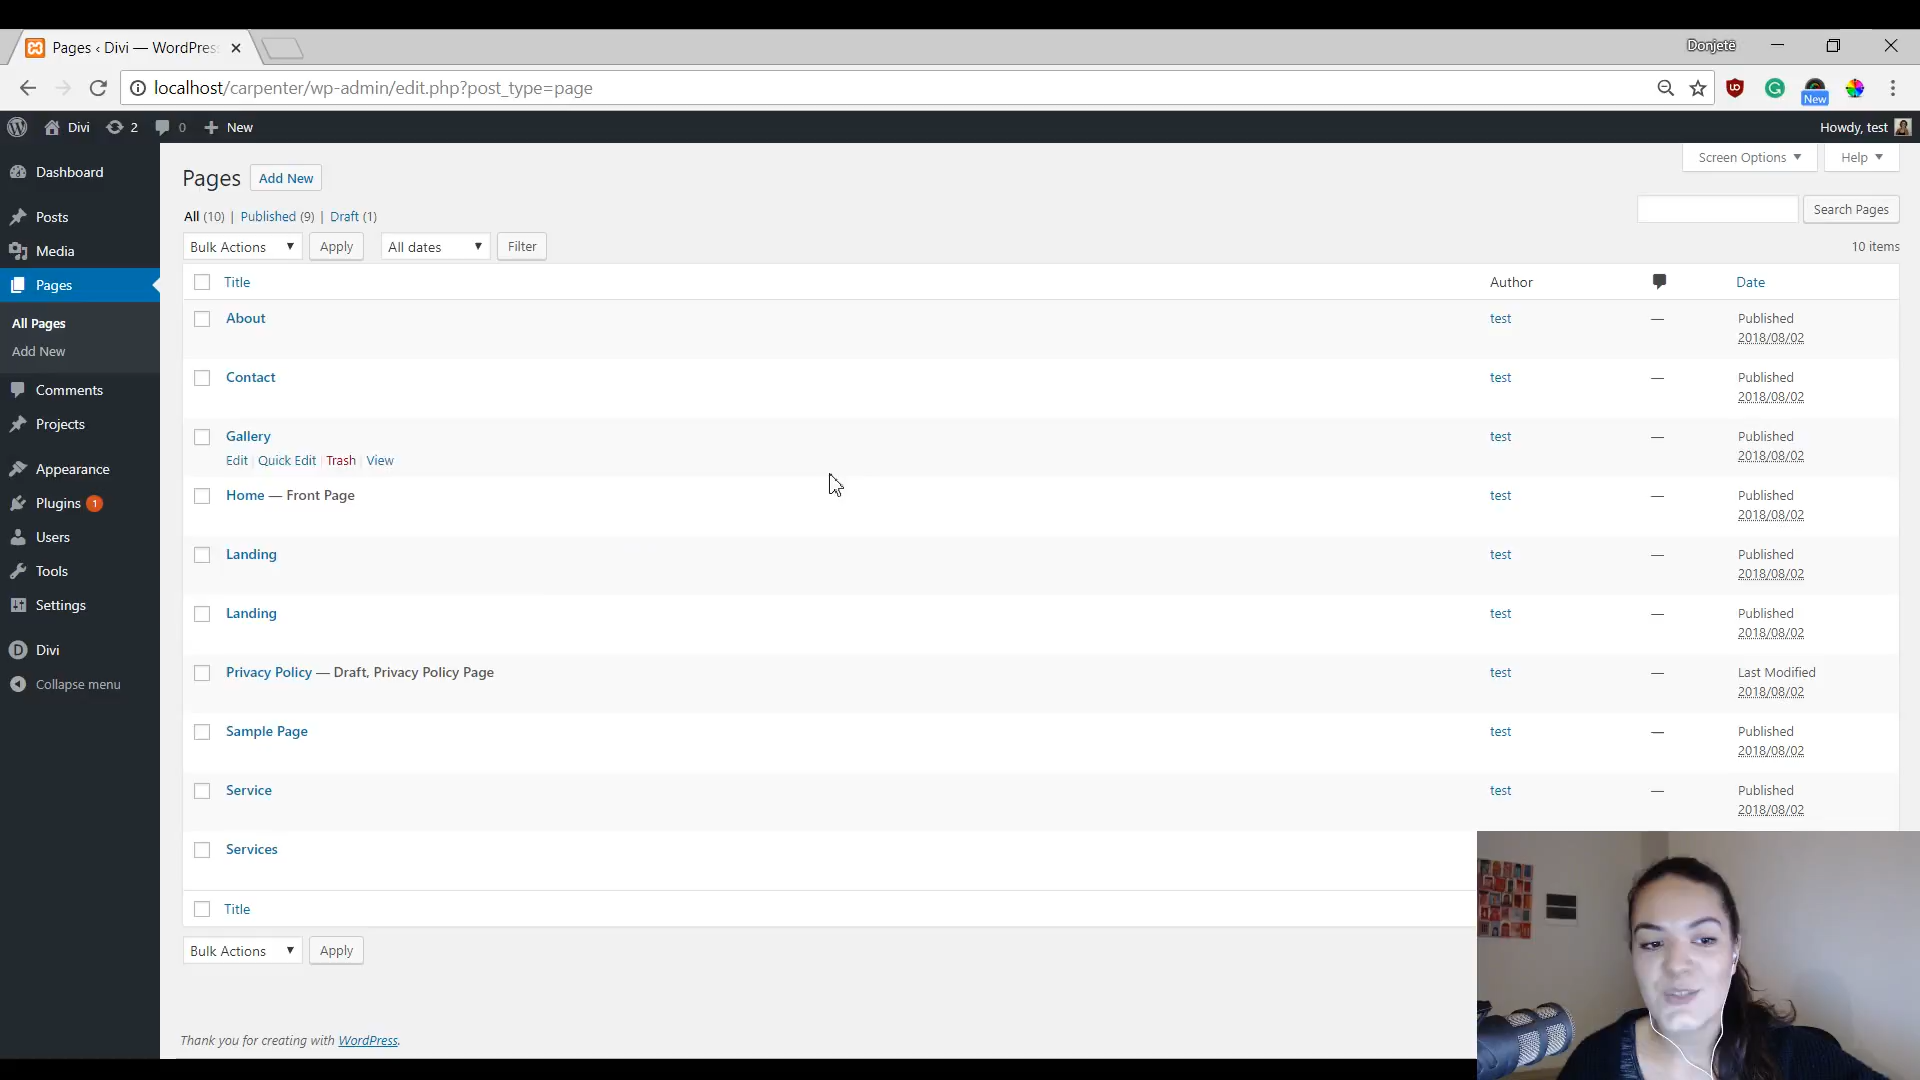 Pages ‹ Divi — WordPres
Donjetë
localhost/carpenter/wp-admin/edit.php?post_type=page
New
Divi 2 0 New
Howdy, test
Dashboard
Posts
Media
Pages
All Pages
Add New
Comments
Projects
Appearance
Plugins 1
Users
Tools
Settings
Divi
Collapse menu
Screen Options Help
Pages Add New
All (10) | Published (9) | Draft (1)
Search Pages
Bulk Actions Apply All dates Filter
10 items
Title Author Date
About test — Published
2018/08/02
Contact test — Published
2018/08/02
Gallery test — Published
2018/08/02
Edit | Quick Edit | Trash | View
Home — Front Page test — Published
2018/08/02
Landing test — Published
2018/08/02
Landing test — Published
2018/08/02
Privacy Policy — Draft, Privacy Policy Page test — Last Modified
2018/08/02
Sample Page test — Published
2018/08/02
Service test — Published
2018/08/02
Services
Title
Bulk Actions Apply
Thank you for creating with WordPress.